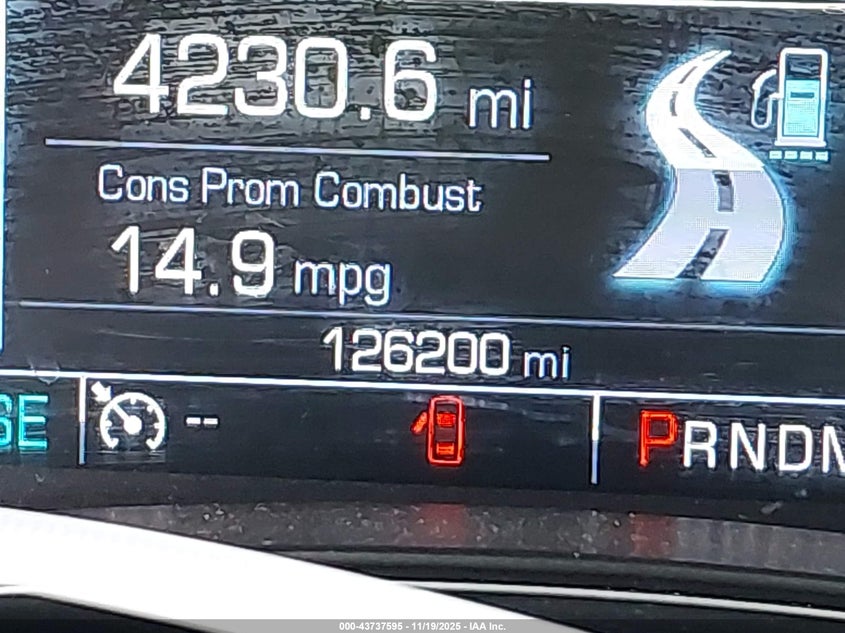 4230.6 mi
Cons Prom Combust
14.9 mpg
126200 mi
SE -- PRNDM
000-43737595 - 11/19/2025 - IAA Inc.